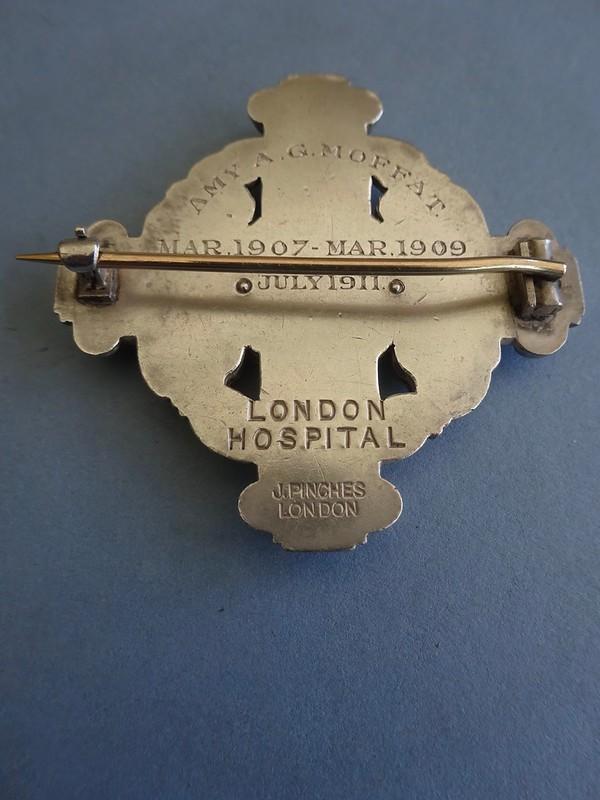 AMY A.G.MOFFAT.
MAR.1907-MAR.1909
JULY 1911.
LONDON
HOSPITAL
J.PINCHES
LONDON